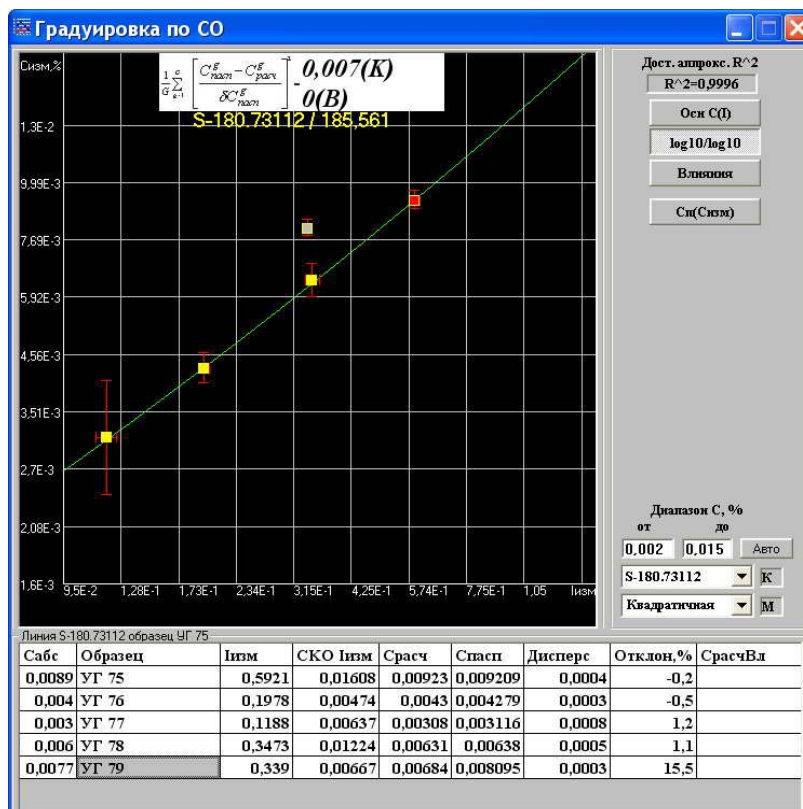 Градуировка по СО
Сизм,%
1,3E-2
9,99E-3
7,69E-3
5,92E-3
4,56E-3
3,51E-3
2,7E-3
2,08E-3
1,6E-3
0,007(K)
0(B)
S-180.73112 / 185,561
9,5E-2 1,28E-1 1,73E-1 2,34E-1 3,15E-1 4,25E-1 5,74E-1 7,75E-1 1,05 Iизм
Дост. аппрокс. R^2
R^2=0,9996
Оси C(I)
log10/log10
Влияния
Сп(Сизм)
Диапазон С, %
от до
0,002 0,015 Авто
S-180.73112 К
Квадратичная М
Линия S-180.73112 образец УГ 75
Сабс Образец Iизм СКО Iизм Срасч Спасп Дисперс Отклон,% СрасчВл
0,0089 УГ 75 0,5921 0,01608 0,00923 0,009209 0,0004 -0,2
0,004 УГ 76 0,1978 0,00474 0,0043 0,004279 0,0003 -0,5
0,003 УГ 77 0,1188 0,00637 0,00308 0,003116 0,0008 1,2
0,006 УГ 78 0,3473 0,01224 0,00631 0,00638 0,0005 1,1
0,0077 УГ 79 0,339 0,00667 0,00684 0,008095 0,0003 15,5